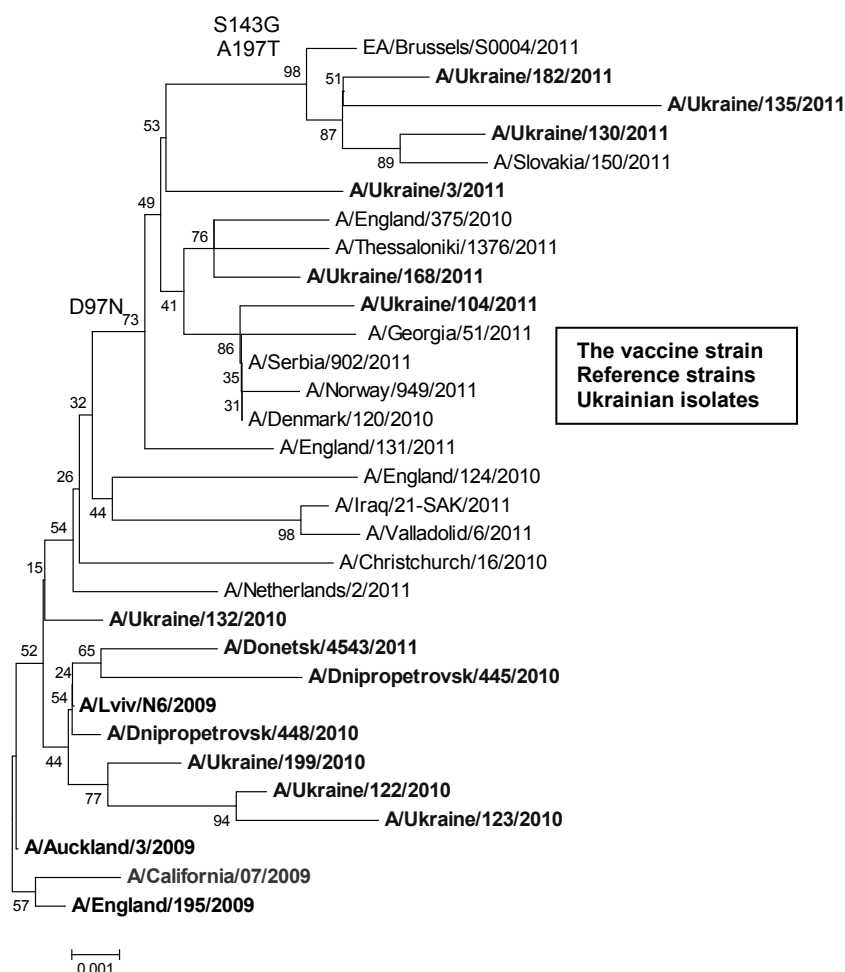 S143G
A197T
EA/Brussels/S0004/2011
98
51
A/Ukraine/182/2011
A/Ukraine/135/2011
53
87
A/Ukraine/130/2011
89
A/Slovakia/150/2011
49
A/Ukraine/3/2011
A/England/375/2010
76
A/Thessaloniki/1376/2011
A/Ukraine/168/2011
41
D97N
73
A/Ukraine/104/2011
A/Georgia/51/2011
86
A/Serbia/902/2011
35
A/Norway/949/2011
31
A/Denmark/120/2010
The vaccine strain
Reference strains
Ukrainian isolates
32
A/England/131/2011
26
A/England/124/2010
44
A/Iraq/21-SAK/2011
98
A/Valladolid/6/2011
54
A/Christchurch/16/2010
15
A/Netherlands/2/2011
A/Ukraine/132/2010
52
65
A/Donetsk/4543/2011
24
A/Dnipropetrovsk/445/2010
54
A/Lviv/N6/2009
A/Dnipropetrovsk/448/2010
44
A/Ukraine/199/2010
77
A/Ukraine/122/2010
94
A/Ukraine/123/2010
A/Auckland/3/2009
A/California/07/2009
57
A/England/195/2009
0.001